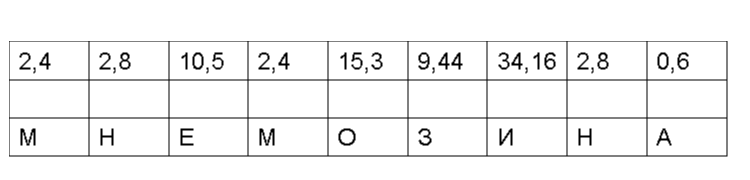 2,4 2,8 10,5 2,4 15,3 9,44 34,16 2,8 0,6
М Н Е М О З И Н А